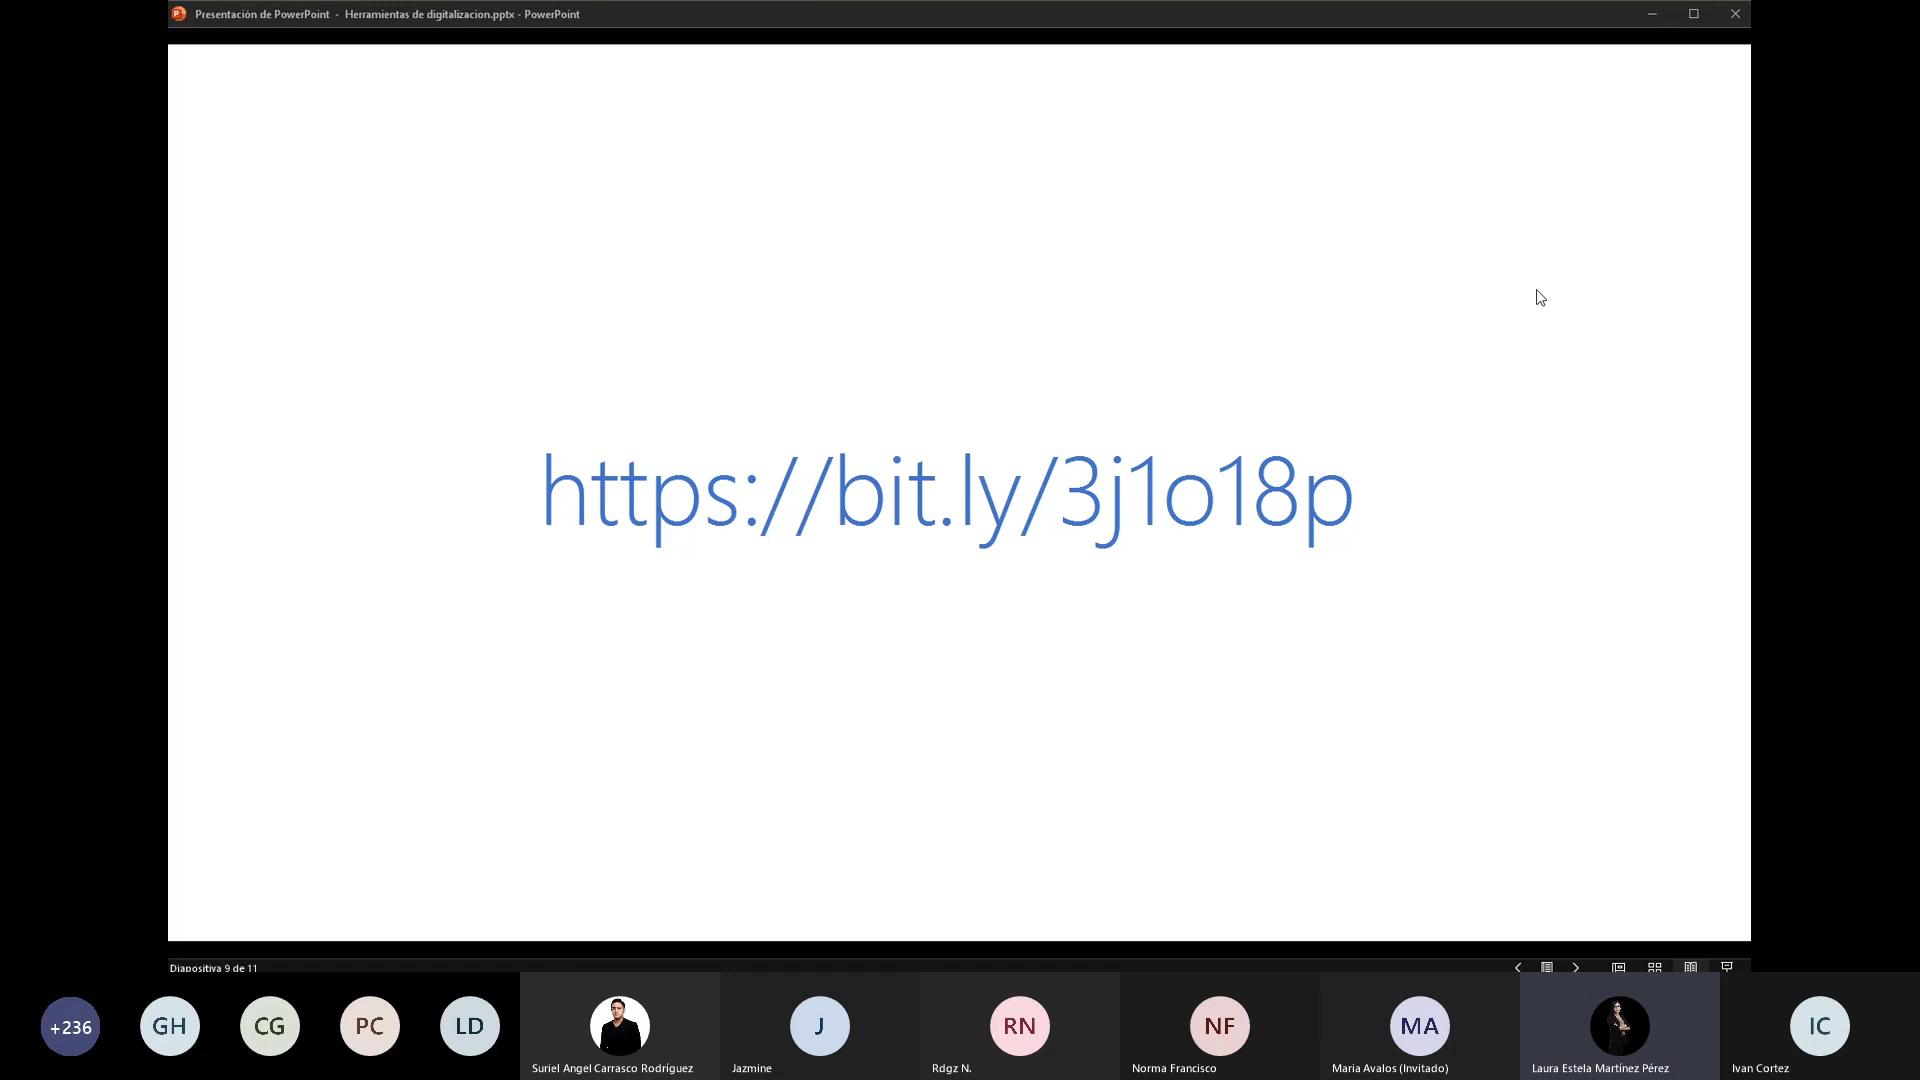 Presentación de PowerPoint - Herramientas de digitalizacion.pptx - PowerPoint
https://bit.ly/3j1o18p
Diapositiva 9 de 11
+236
GH
CG
PC
LD
J
RN
NF
MA
IC
Suriel Angel Carrasco Rodríguez
Jazmine
Rdgz N.
Norma Francisco
Maria Avalos (Invitado)
Laura Estela Martínez Pérez
Ivan Cortez